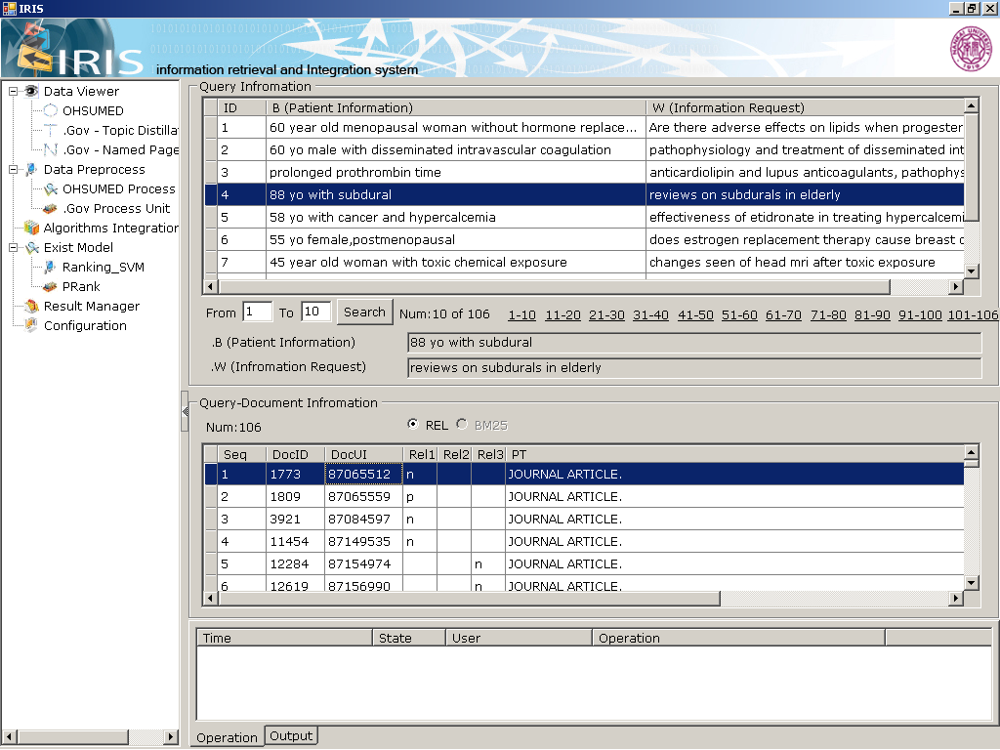 IRIS
IRIS information retrieval and Integration system
NANKAI UNIVERSITY 1919
Data Viewer
OHSUMED
.Gov - Topic Distilla
.Gov - Named Page
Data Preprocess
OHSUMED Process
.Gov Process Unit
Algorithms Integration
Exist Model
Ranking_SVM
PRank
Result Manager
Configuration
Query Infromation
ID B (Patient Information) W (Information Request)
1 60 year old menopausal woman without hormone replace... Are there adverse effects on lipids when progester
2 60 yo male with disseminated intravascular coagulation pathophysiology and treatment of disseminated int
3 prolonged prothrombin time anticardiolipin and lupus anticoagulants, pathophys
4 88 yo with subdural reviews on subdurals in elderly
5 58 yo with cancer and hypercalcemia effectiveness of etidronate in treating hypercalcemi
6 55 yo female,postmenopausal does estrogen replacement therapy cause breast c
7 45 year old woman with toxic chemical exposure changes seen of head mri after toxic exposure
From 1 To 10 Search Num:10 of 106 1-10 11-20 21-30 31-40 41-50 51-60 61-70 71-80 81-90 91-100 101-106
.B (Patient Information) 88 yo with subdural
.W (Infromation Request) reviews on subdurals in elderly
Query-Document Infromation
Num:106 REL BM25
Seq DocID DocUI Rel1 Rel2 Rel3 PT
1 1773 87065512 n JOURNAL ARTICLE.
2 1809 87065559 p JOURNAL ARTICLE.
3 3921 87084597 n JOURNAL ARTICLE.
4 11454 87149535 n JOURNAL ARTICLE.
5 12284 87154974 n JOURNAL ARTICLE.
6 12619 87156990 n JOURNAL ARTICLE.
Time State User Operation
Operation Output